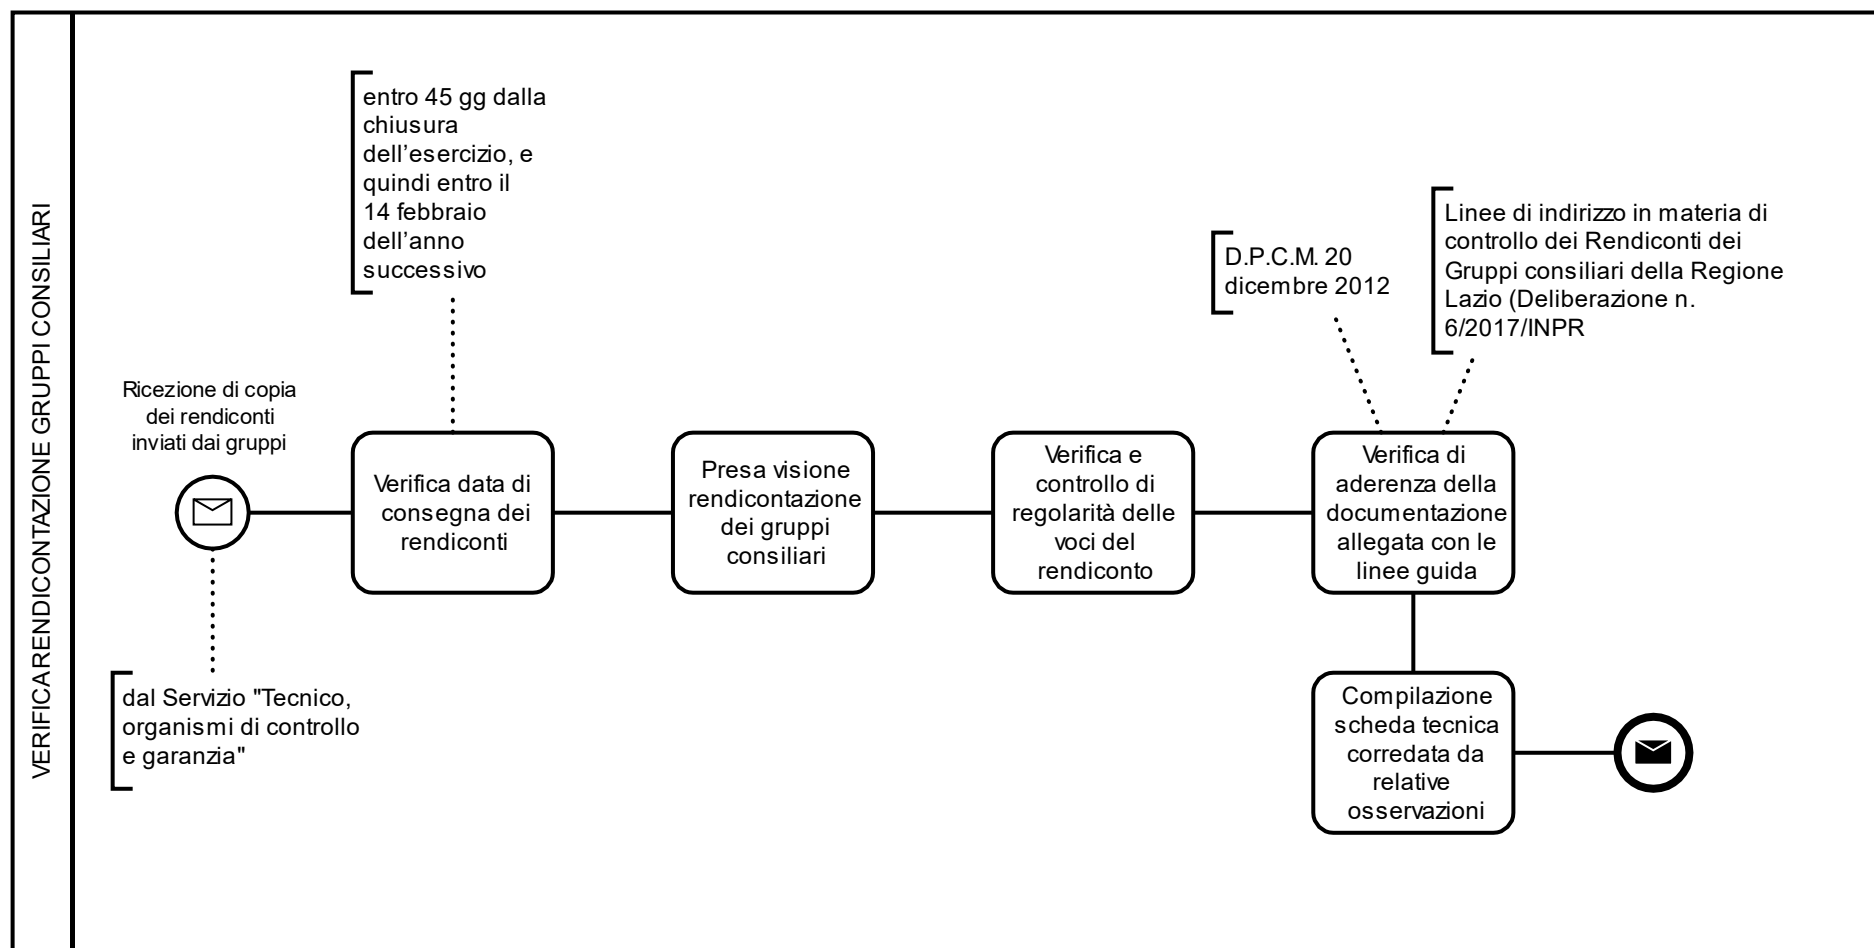 VERIFICA RENDICONTAZIONE GRUPPI CONSILIARI
entro 45 gg dalla
chiusura
dell’esercizio, e
quindi entro il
14 febbraio
dell’anno
successivo
D.P.C.M. 20
dicembre 2012
Linee di indirizzo in materia di
controllo dei Rendiconti dei
Gruppi consiliari della Regione
Lazio (Deliberazione n.
6/2017/INPR
Ricezione di copia
dei rendiconti
inviati dai gruppi
Verifica data di
consegna dei
rendiconti
Presa visione
rendicontazione
dei gruppi
consiliari
Verifica e
controllo di
regolarità delle
voci del
rendiconto
Verifica di
aderenza della
documentazione
allegata con le
linee guida
dal Servizio "Tecnico,
organismi di controllo
e garanzia"
Compilazione
scheda tecnica
corredata da
relative
osservazioni